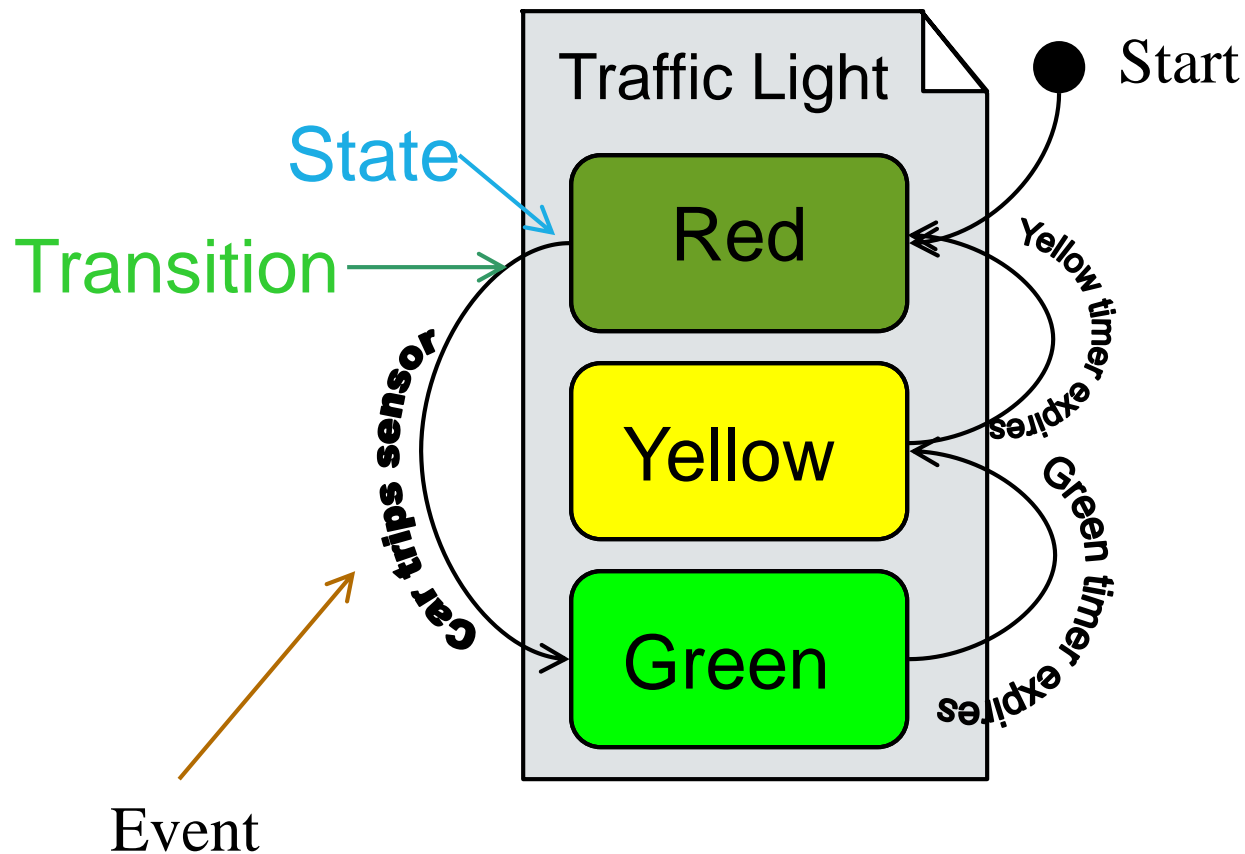 Traffic Light
Start
State
Red
Transition
Yellow timer expires
Car trips sensor
Yellow
Green timer expires
Green
Event